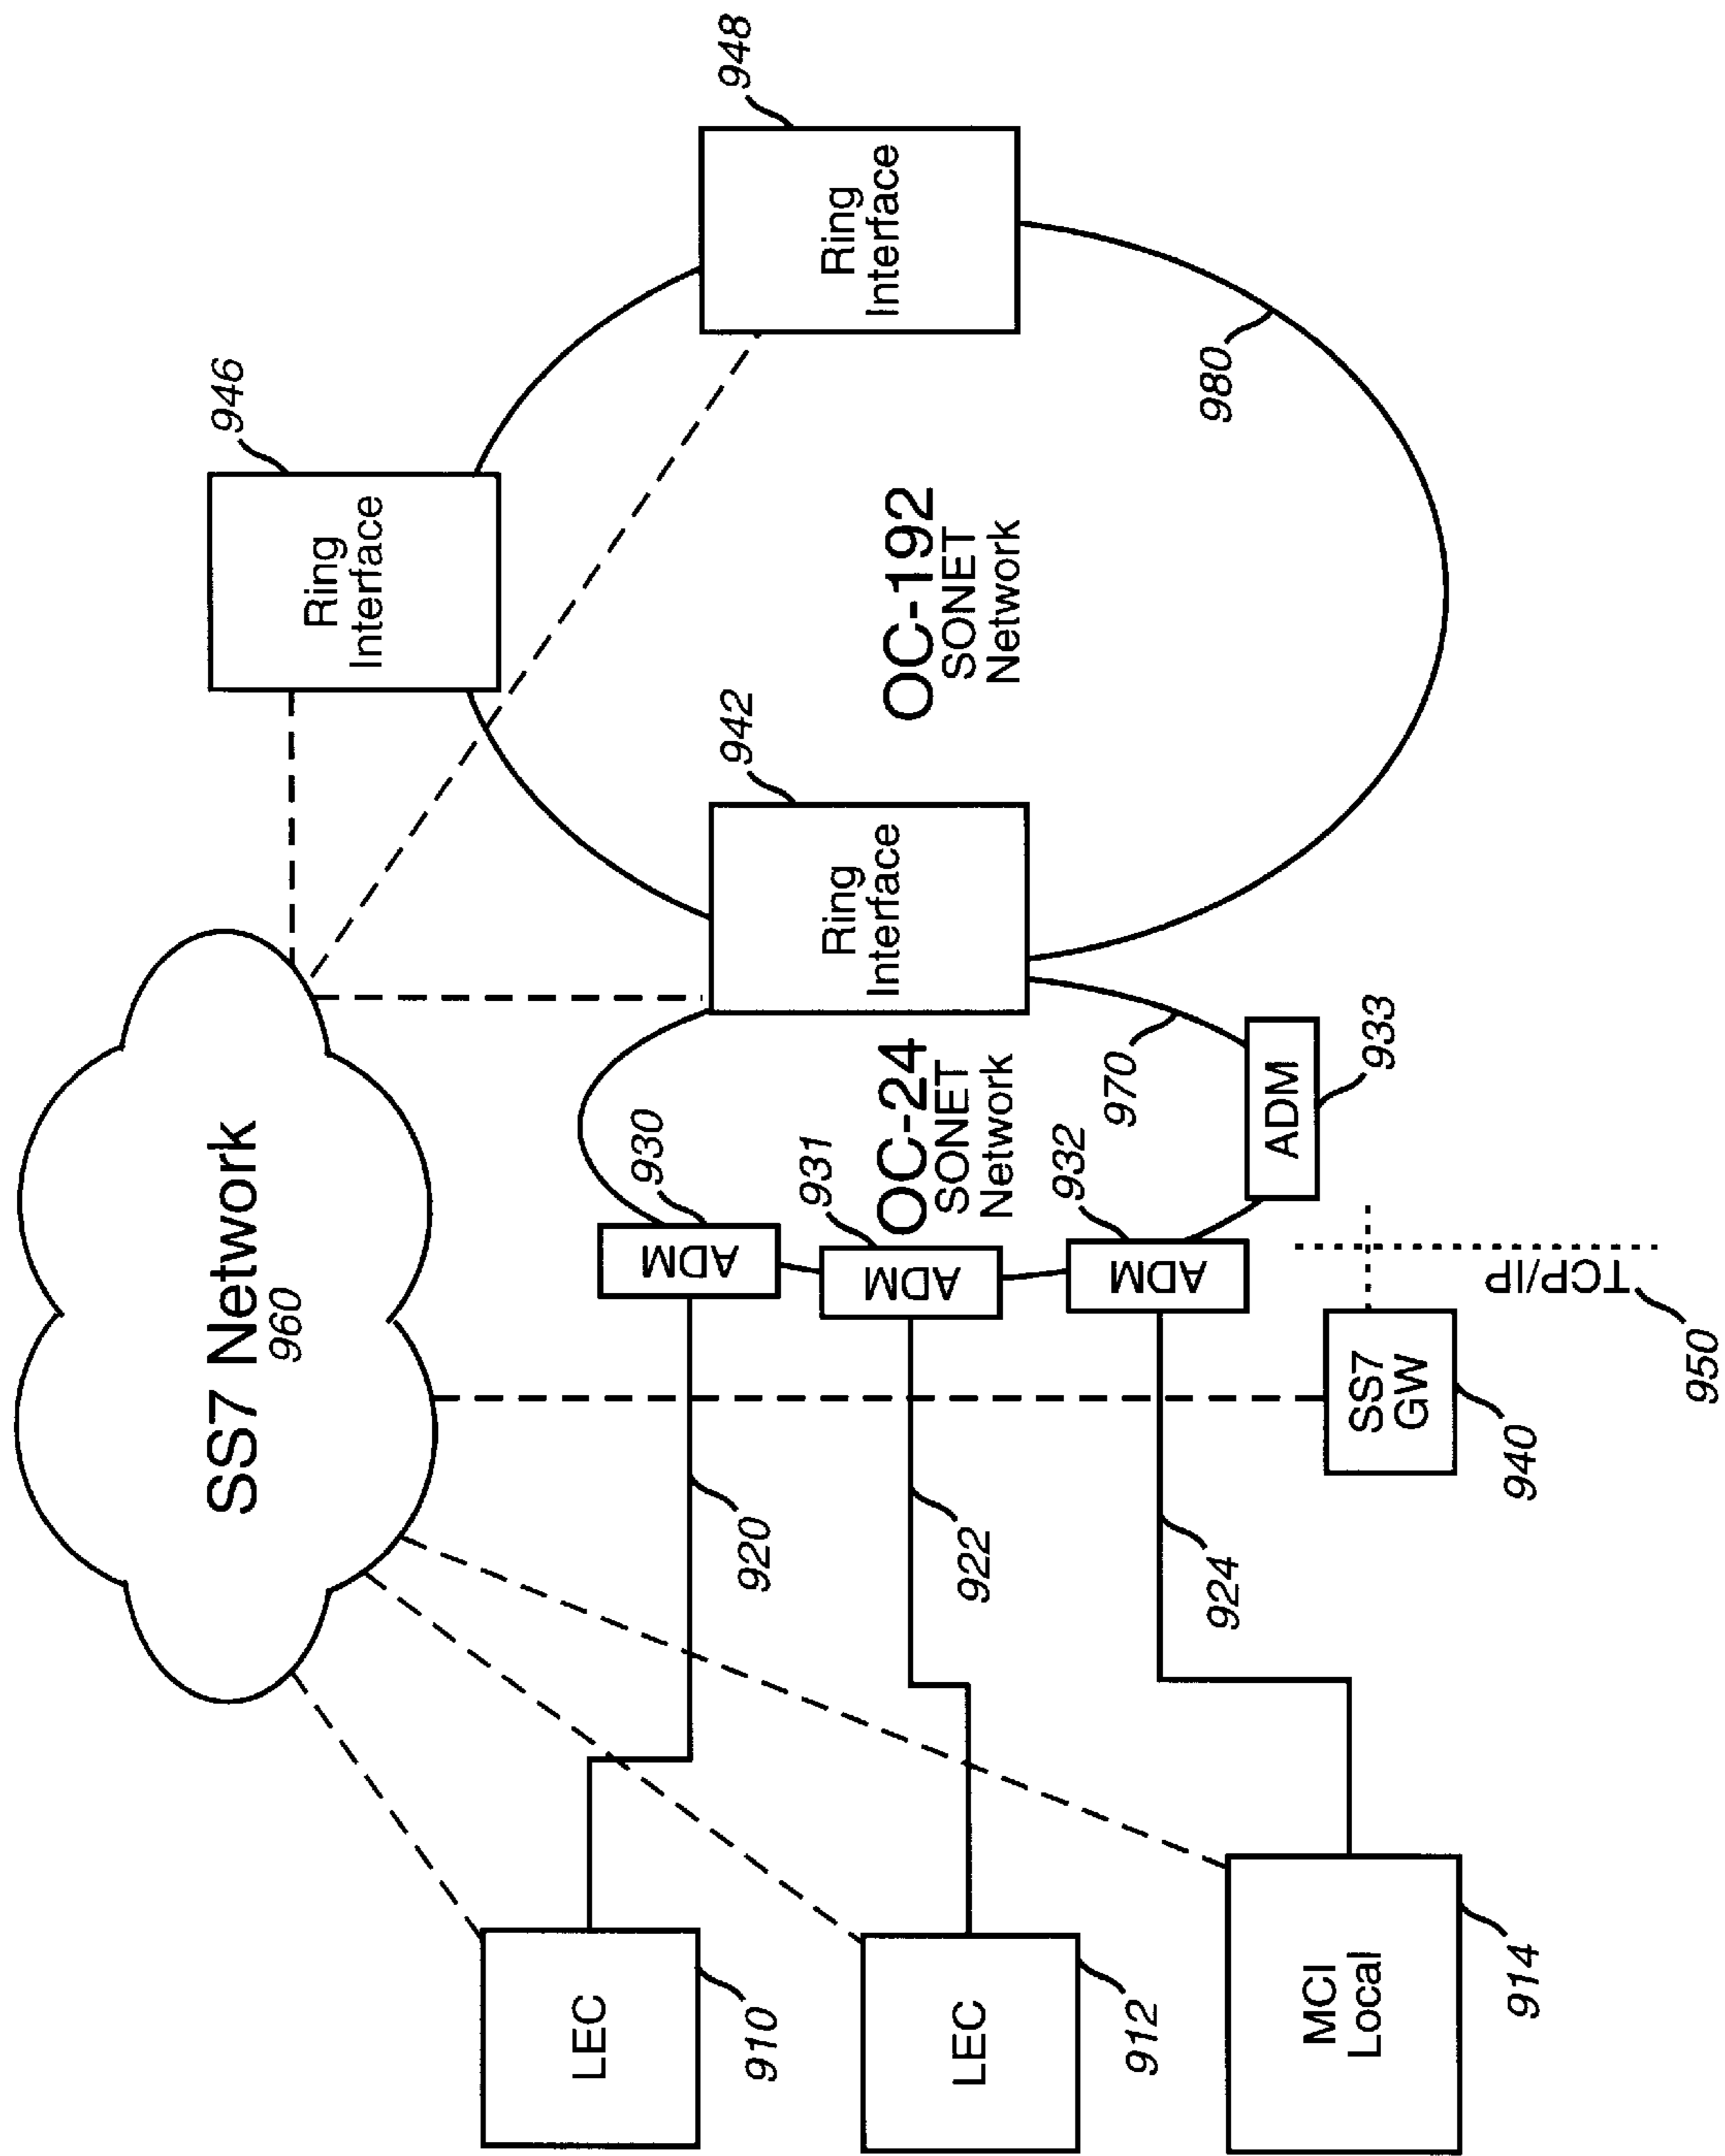 SS7 Network
960
946
Ring
Interface
948
Ring
Interface
942
Ring
Interface
OC-192
SONET
Network
980
OC-24
SONET
Network
970
930
ADM
931
ADM
932
ADM
933
ADM
920
922
924
TCP/IP
950
SS7
GW
940
LEC
910
LEC
912
MCI
Local
914